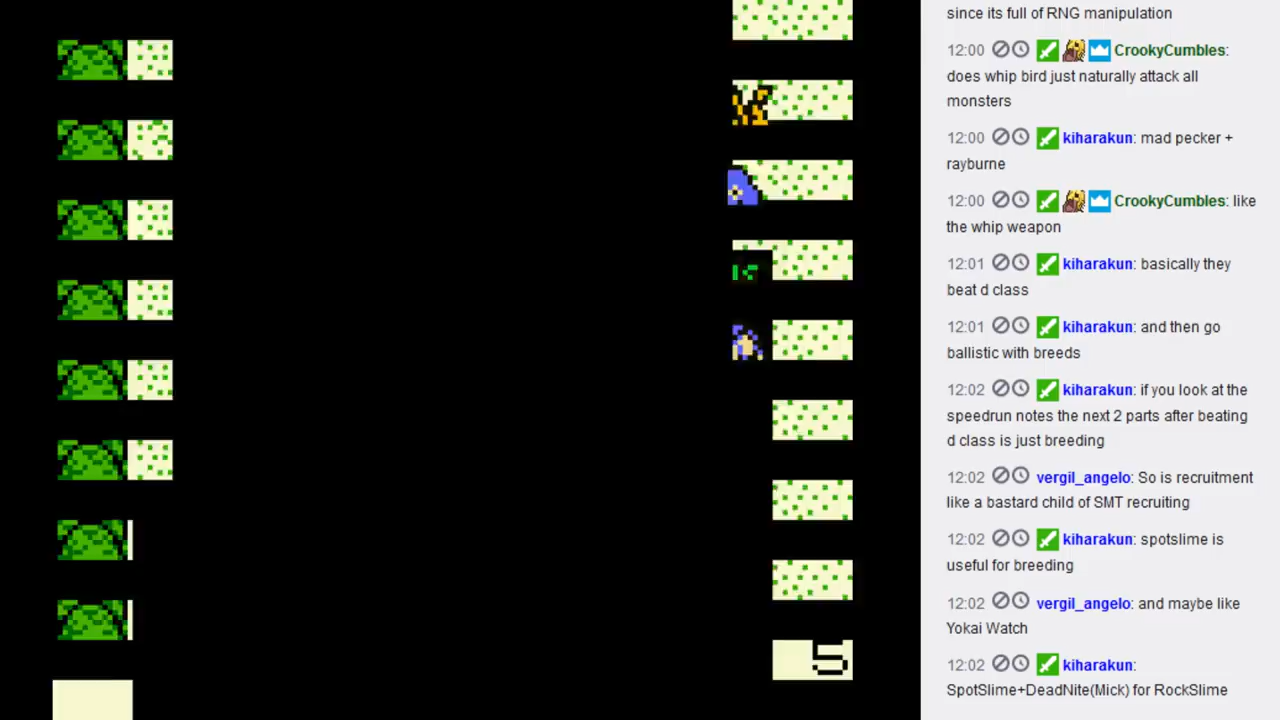 since its full of RNG manipulation
12:00 CrookyCumbles:
does whip bird just naturally attack all
monsters
12:00 kiharakun: mad pecker +
rayburne
12:00 CrookyCumbles: like
the whip weapon
12:01 kiharakun: basically they
beat d class
12:01 kiharakun: and then go
ballistic with breeds
12:02 kiharakun: if you look at the
speedrun notes the next 2 parts after beating
d class is just breeding
12:02 vergil_angelo: So is recruitment
like a bastard child of SMT recruiting
12:02 kiharakun: spotslime is
useful for breeding
12:02 vergil_angelo: and maybe like
Yokai Watch
12:02 kiharakun:
SpotSlime+DeadNite(Mick) for RockSlime